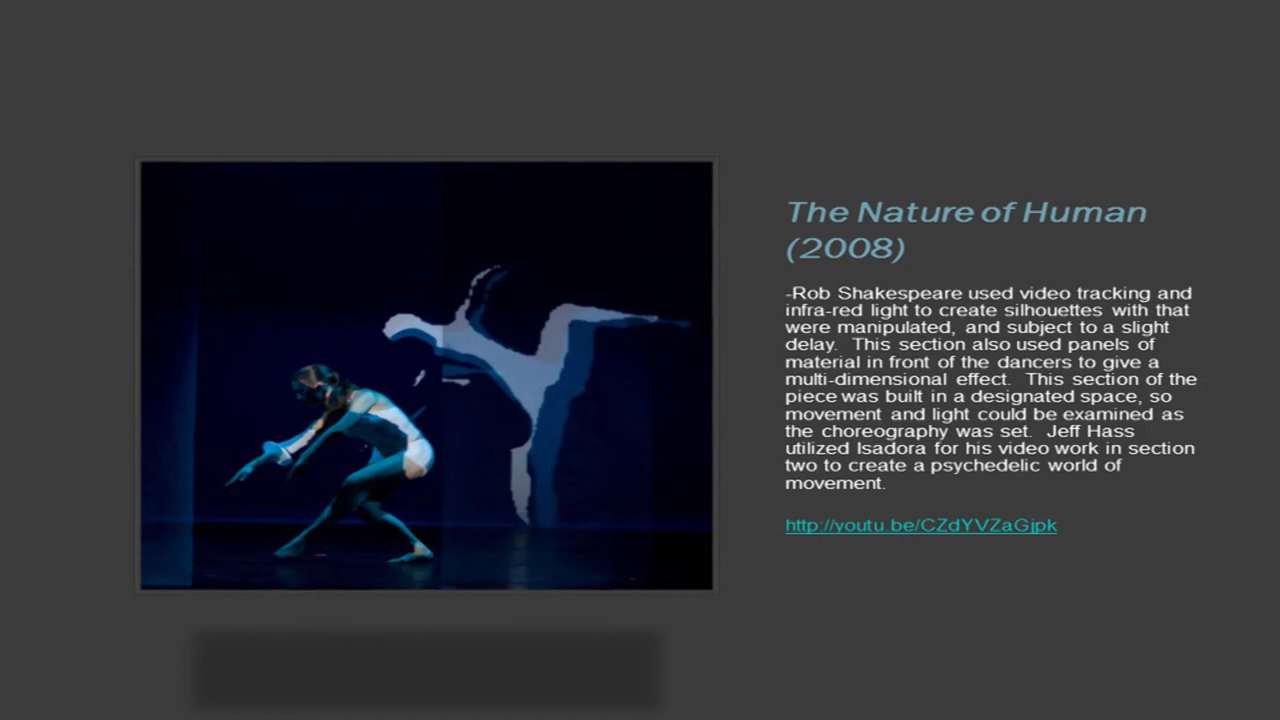 The Nature of Human
(2008)
-Rob Shakespeare used video tracking and
infra-red light to create silhouettes with that
were manipulated, and subject to a slight
delay.  This section also used panels of
material in front of the dancers to give a
multi-dimensional effect.  This section of the
piece was built in a designated space, so
movement and light could be examined as
the choreography was set.  Jeff Hass
utilized Isadora for his video work in section
two to create a psychedelic world of
movement.
http://youtu.be/CZdYVZaGjpk